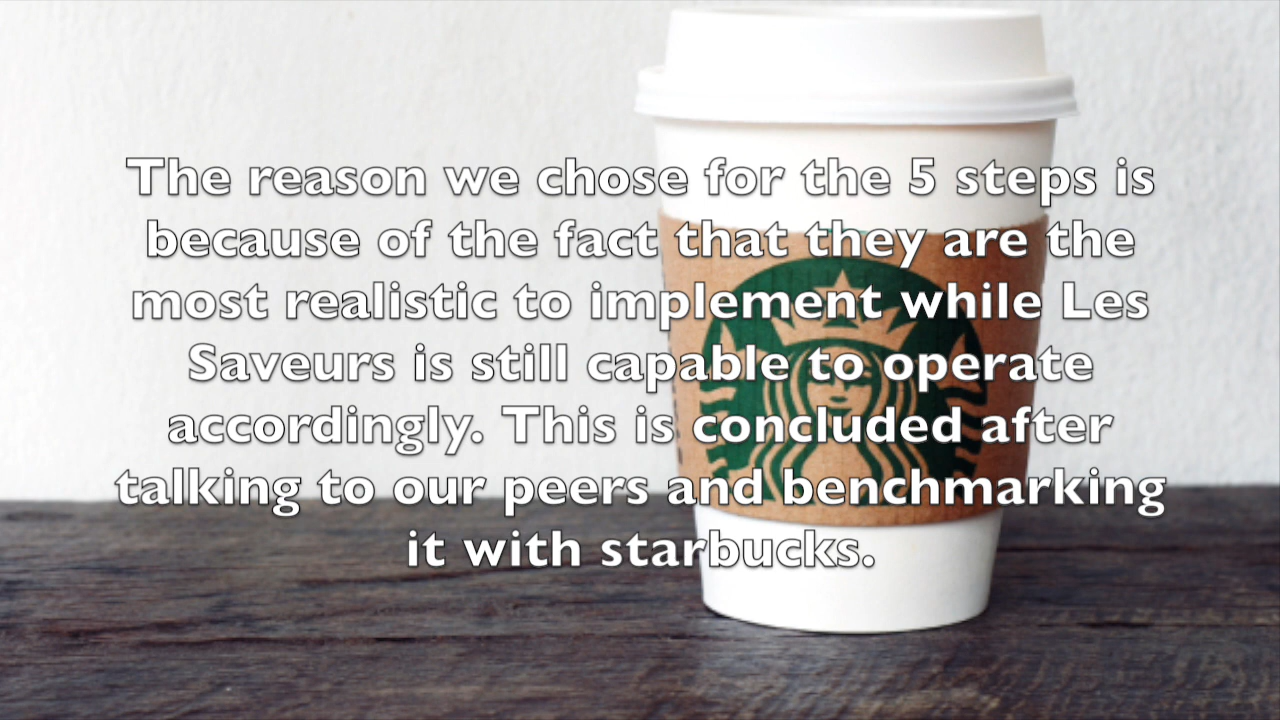 The reason we chose for the 5 steps is
because of the fact that they are the
most realistic to implement while Les
Saveurs is still capable to operate
accordingly. This is concluded after
talking to our peers and benchmarking
it with starbucks.